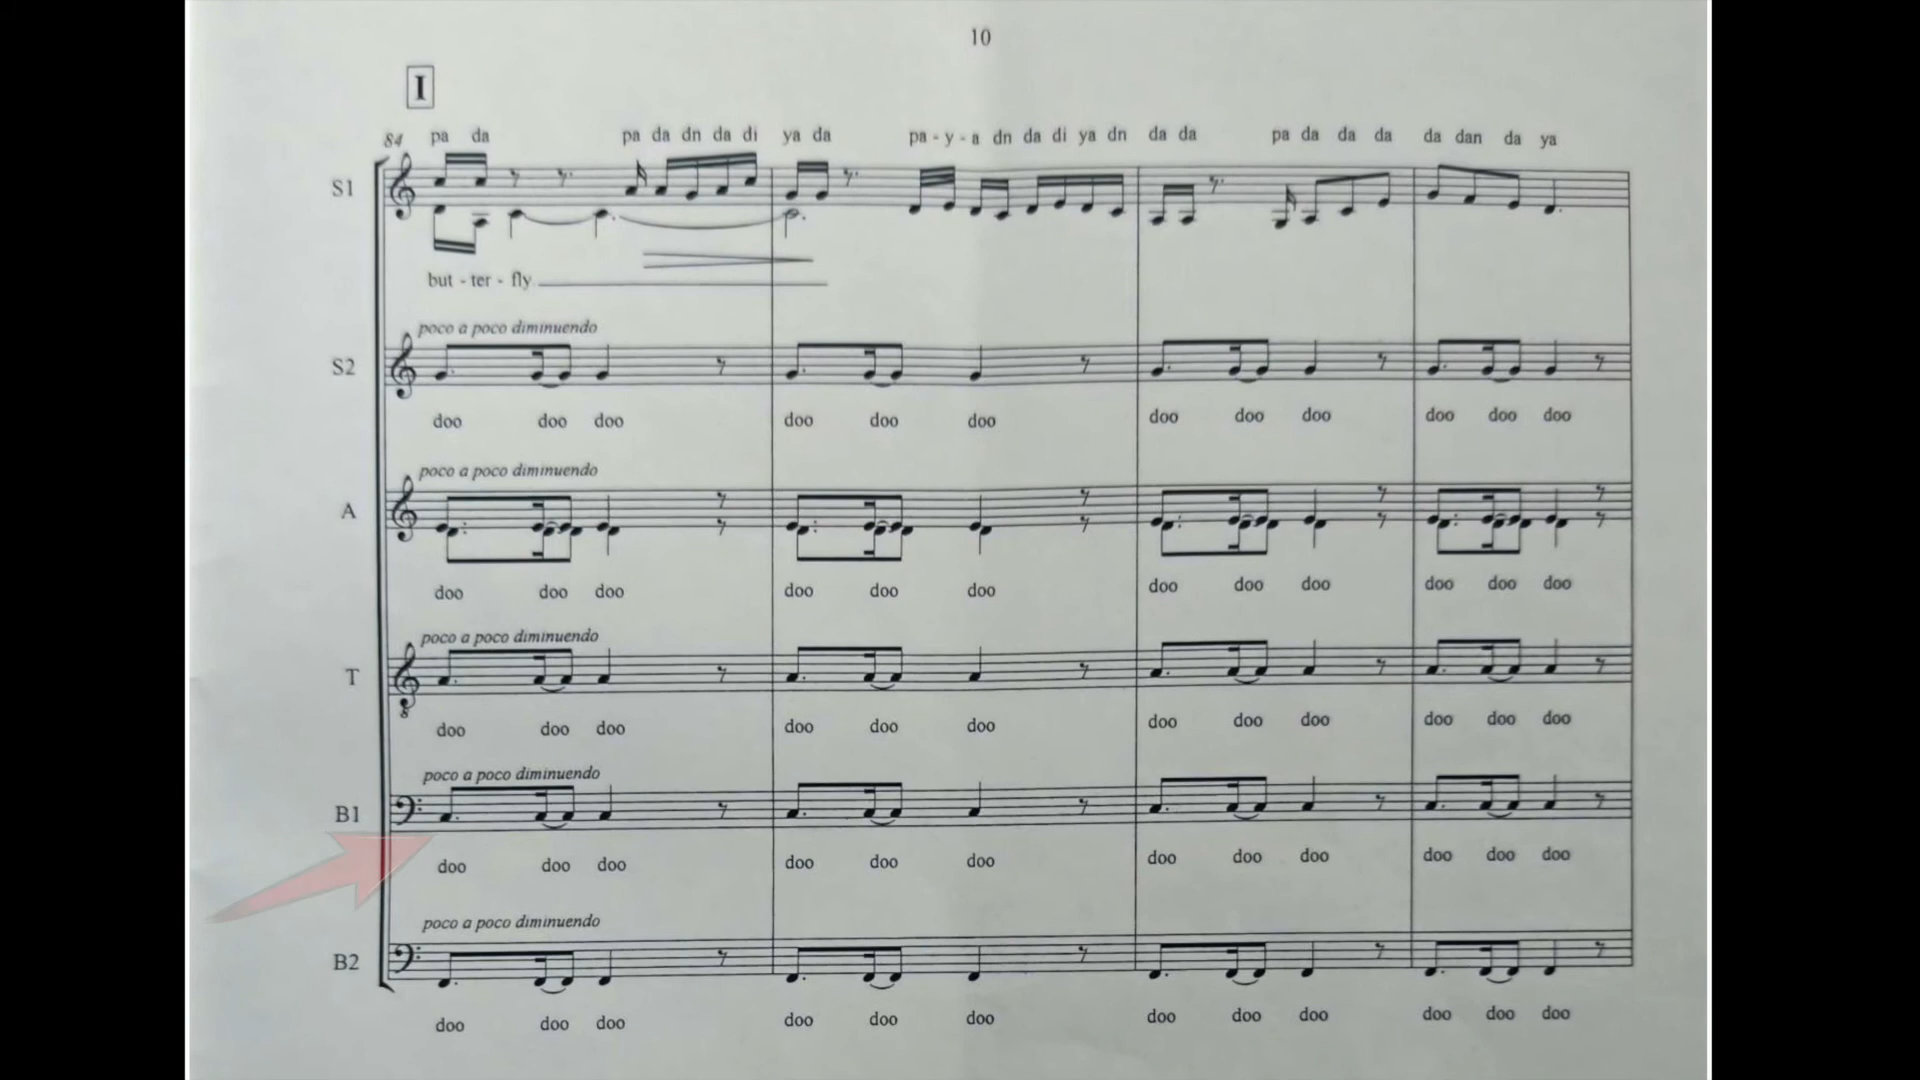 10
I
84 pa da pa da dn da di ya da pa - y - a dn da di ya dn da da pa da da da da dan da ya
S1
but - ter - fly
poco a poco diminuendo
S2
doo doo doo doo doo doo doo doo doo doo doo doo
poco a poco diminuendo
A
doo doo doo doo doo doo doo doo doo doo doo doo
poco a poco diminuendo
T
8
doo doo doo doo doo doo doo doo doo doo doo doo
poco a poco diminuendo
B1
doo doo doo doo doo doo doo doo doo doo doo doo
poco a poco diminuendo
B2
doo doo doo doo doo doo doo doo doo doo doo doo